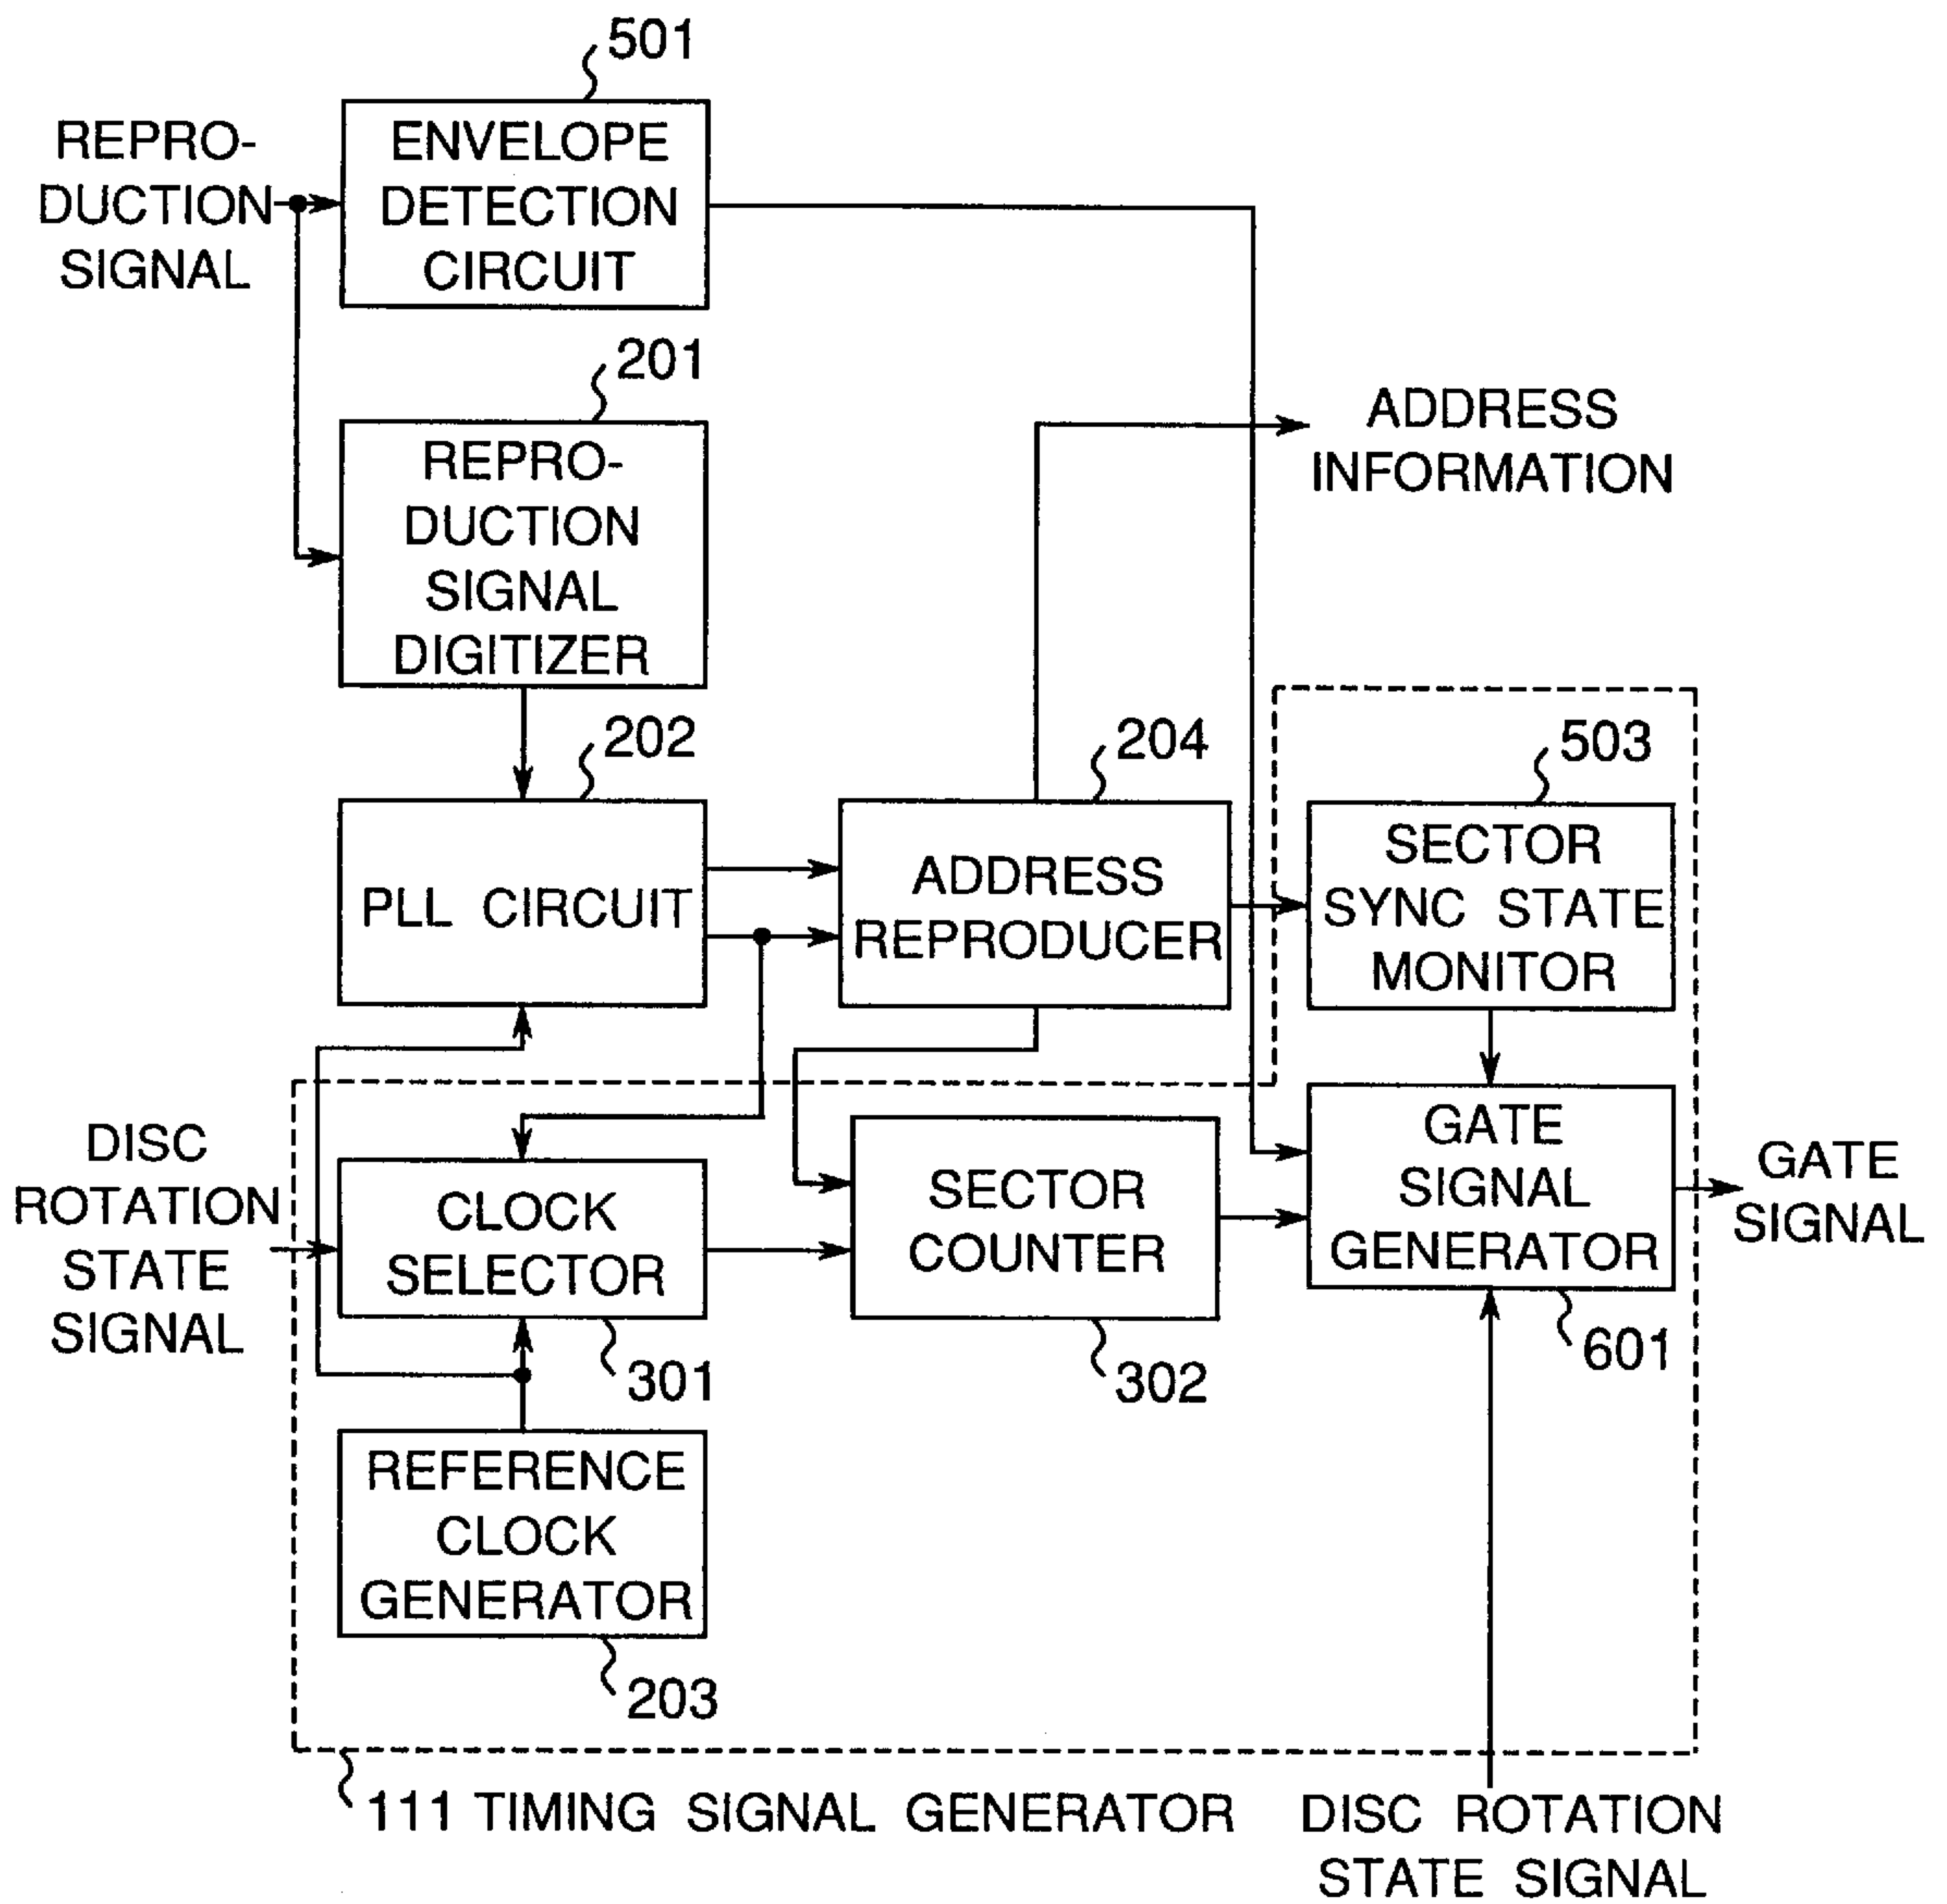 501
REPRO-
DUCTION
SIGNAL
ENVELOPE
DETECTION
CIRCUIT
201
REPRO-
DUCTION
SIGNAL
DIGITIZER
ADDRESS
INFORMATION
202
PLL CIRCUIT
204
ADDRESS
REPRODUCER
503
SECTOR
SYNC STATE
MONITOR
DISC
ROTATION
STATE
SIGNAL
CLOCK
SELECTOR
301
SECTOR
COUNTER
302
GATE
SIGNAL
GENERATOR
601
GATE
SIGNAL
REFERENCE
CLOCK
GENERATOR
203
111 TIMING SIGNAL GENERATOR
DISC ROTATION
STATE SIGNAL